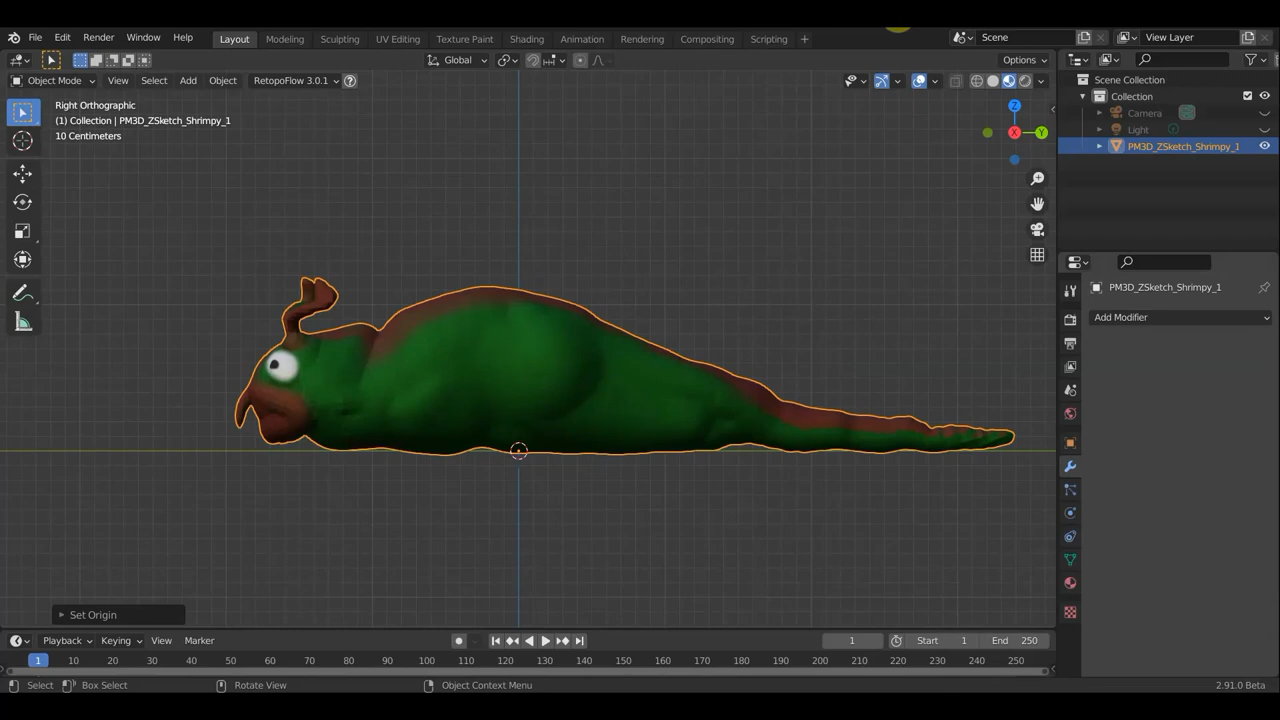 File Edit Render Window Help Layout Modeling Sculpting UV Editing Texture Paint Shading Animation Rendering Compositing Scripting + Scene View Layer
Global Options
Object Mode View Select Add Object RetopoFlow 3.0.1
Right Orthographic
(1) Collection | PM3D_ZSketch_Shrimpy_1
10 Centimeters
Z
X
Y
Scene Collection
Collection
Camera
Light
PM3D_ZSketch_Shrimpy_1
PM3D_ZSketch_Shrimpy_1
Add Modifier
Set Origin
Playback Keying View Marker 1 Start 1 End 250
1 10 20 30 40 50 60 70 80 90 100 110 120 130 140 150 160 170 180 190 200 210 220 230 240 250
Select Box Select Rotate View Object Context Menu 2.91.0 Beta